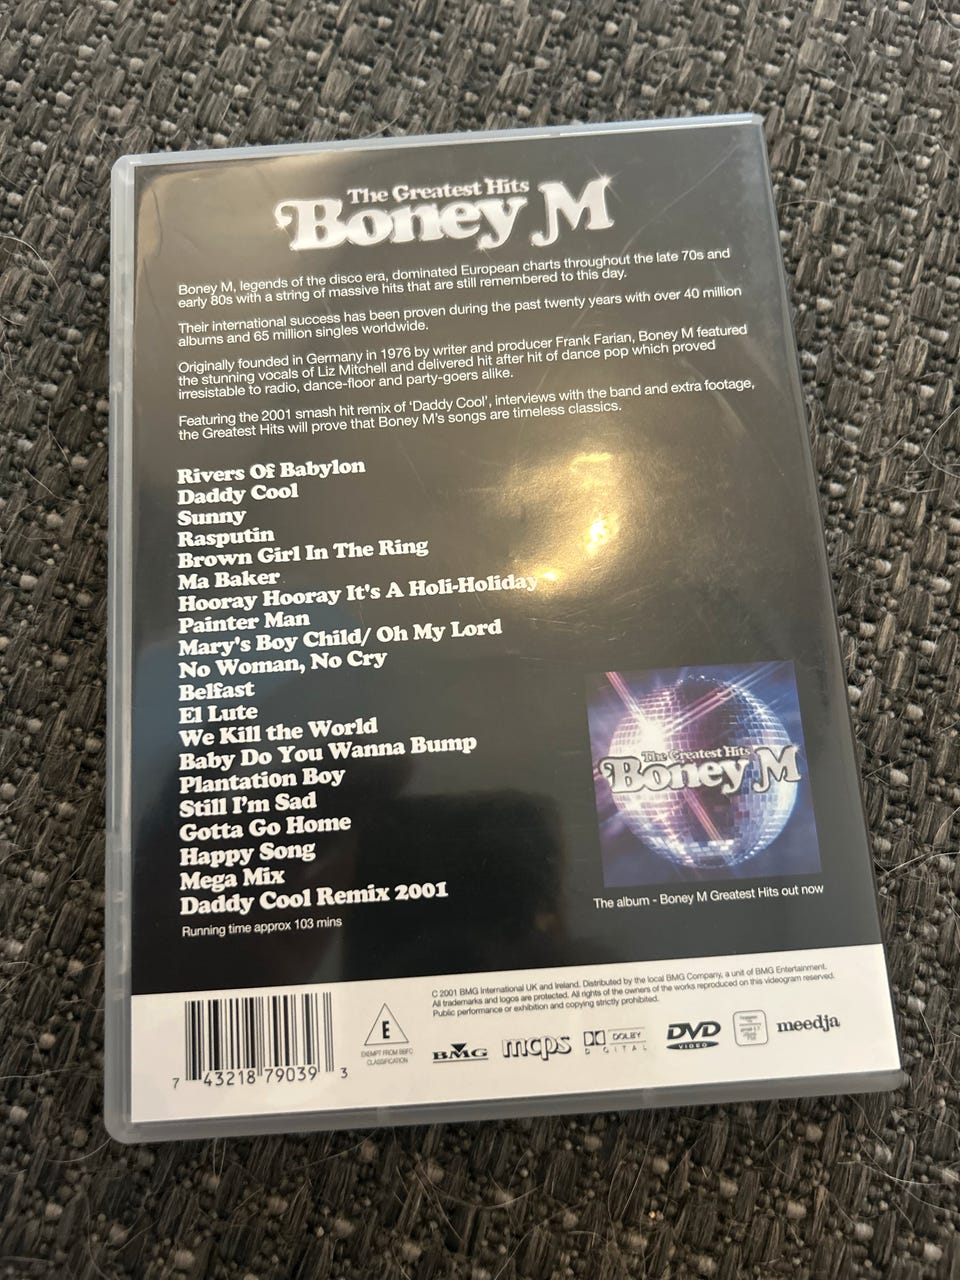 The Greatest Hits
Boney M
Boney M, legends of the disco era, dominated European charts throughout the late 70s and
early 80s with a string of massive hits that are still remembered to this day.
Their international success has been proven during the past twenty years with over 40 million
albums and 65 million singles worldwide.
Originally founded in Germany in 1976 by writer and producer Frank Farian, Boney M featured
the stunning vocals of Liz Mitchell and delivered hit after hit of dance pop which proved
irresistable to radio, dance-floor and party-goers alike.
Featuring the 2001 smash hit remix of 'Daddy Cool', interviews with the band and extra footage,
the Greatest Hits will prove that Boney M's songs are timeless classics.
Rivers Of Babylon
Daddy Cool
Sunny
Rasputin
Brown Girl In The Ring
Ma Baker
Hooray Hooray It's A Holi-Holiday
Painter Man
Mary's Boy Child/ Oh My Lord
No Woman, No Cry
Belfast
El Lute
We Kill the World
Baby Do You Wanna Bump
Plantation Boy
Still I'm Sad
Gotta Go Home
Happy Song
Mega Mix
Daddy Cool Remix 2001
Running time approx 103 mins
The Greatest Hits
Boney M
The album - Boney M Greatest Hits out now
© 2001 BMG International UK and Ireland. Distributed by the local BMG Company, a unit of BMG Entertainment.
All trademarks and logos are protected. All rights of the owners of the works reproduced on this videogram reserved.
Public performance or exhibition and copying strictly prohibited.
7 43218 79039 3
E
EXEMPT FROM BBFC
CLASSIFICATION
BMG
mcps
DOLBY
DIGITAL
DVD
VIDEO
meedja